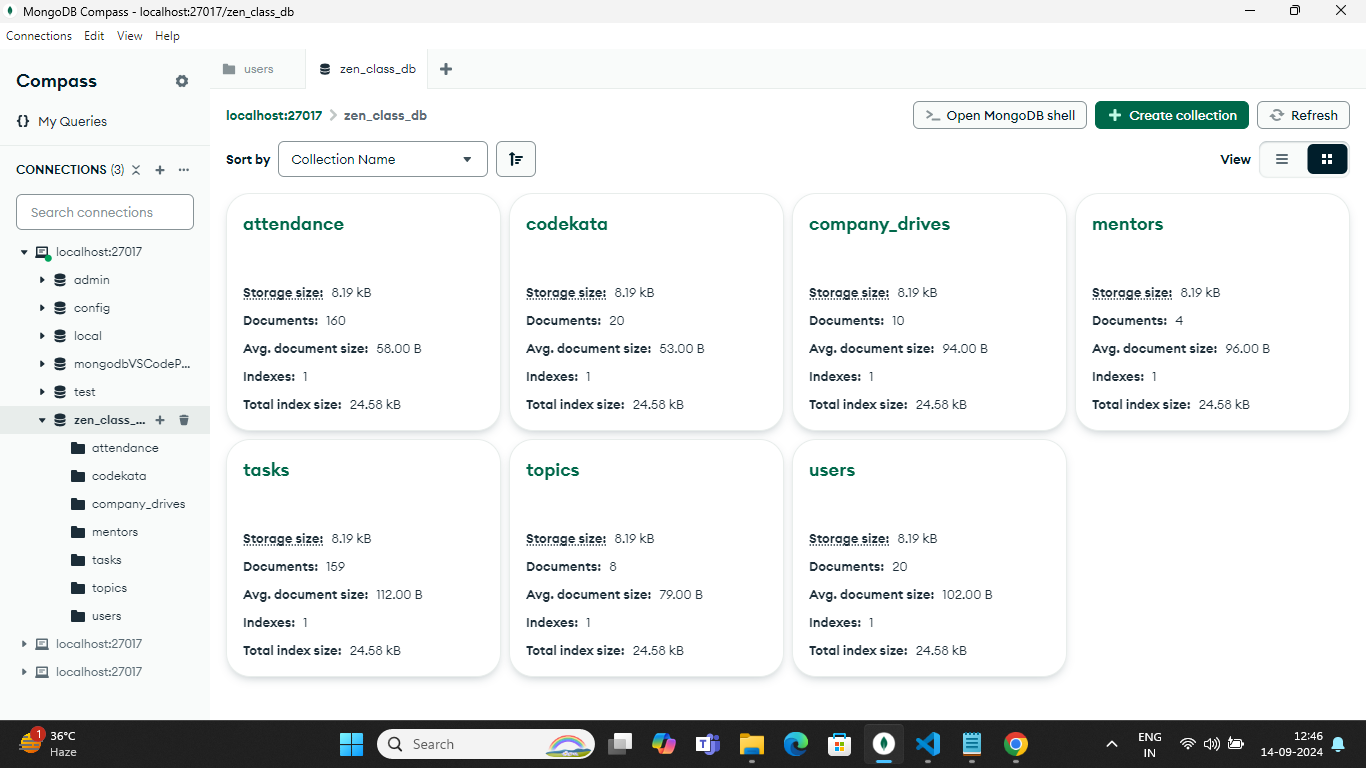 MongoDB Compass - localhost:27017/zen_class_db
Connections Edit View Help
Compass
{} My Queries
CONNECTIONS (3)
Search connections
localhost:27017
admin
config
local
mongodbVSCodeP...
test
zen_class_...
attendance
codekata
company_drives
mentors
tasks
topics
users
localhost:27017
localhost:27017
users
zen_class_db
localhost:27017 > zen_class_db
>_ Open MongoDB shell
+ Create collection
Refresh
Sort by Collection Name
View
attendance
Storage size: 8.19 kB
Documents: 160
Avg. document size: 58.00 B
Indexes: 1
Total index size: 24.58 kB
codekata
Storage size: 8.19 kB
Documents: 20
Avg. document size: 53.00 B
Indexes: 1
Total index size: 24.58 kB
company_drives
Storage size: 8.19 kB
Documents: 10
Avg. document size: 94.00 B
Indexes: 1
Total index size: 24.58 kB
mentors
Storage size: 8.19 kB
Documents: 4
Avg. document size: 96.00 B
Indexes: 1
Total index size: 24.58 kB
tasks
Storage size: 8.19 kB
Documents: 159
Avg. document size: 112.00 B
Indexes: 1
Total index size: 24.58 kB
topics
Storage size: 8.19 kB
Documents: 8
Avg. document size: 79.00 B
Indexes: 1
Total index size: 24.58 kB
users
Storage size: 8.19 kB
Documents: 20
Avg. document size: 102.00 B
Indexes: 1
Total index size: 24.58 kB
1
36°C
Haze
Search
ENG
IN
12:46
14-09-2024